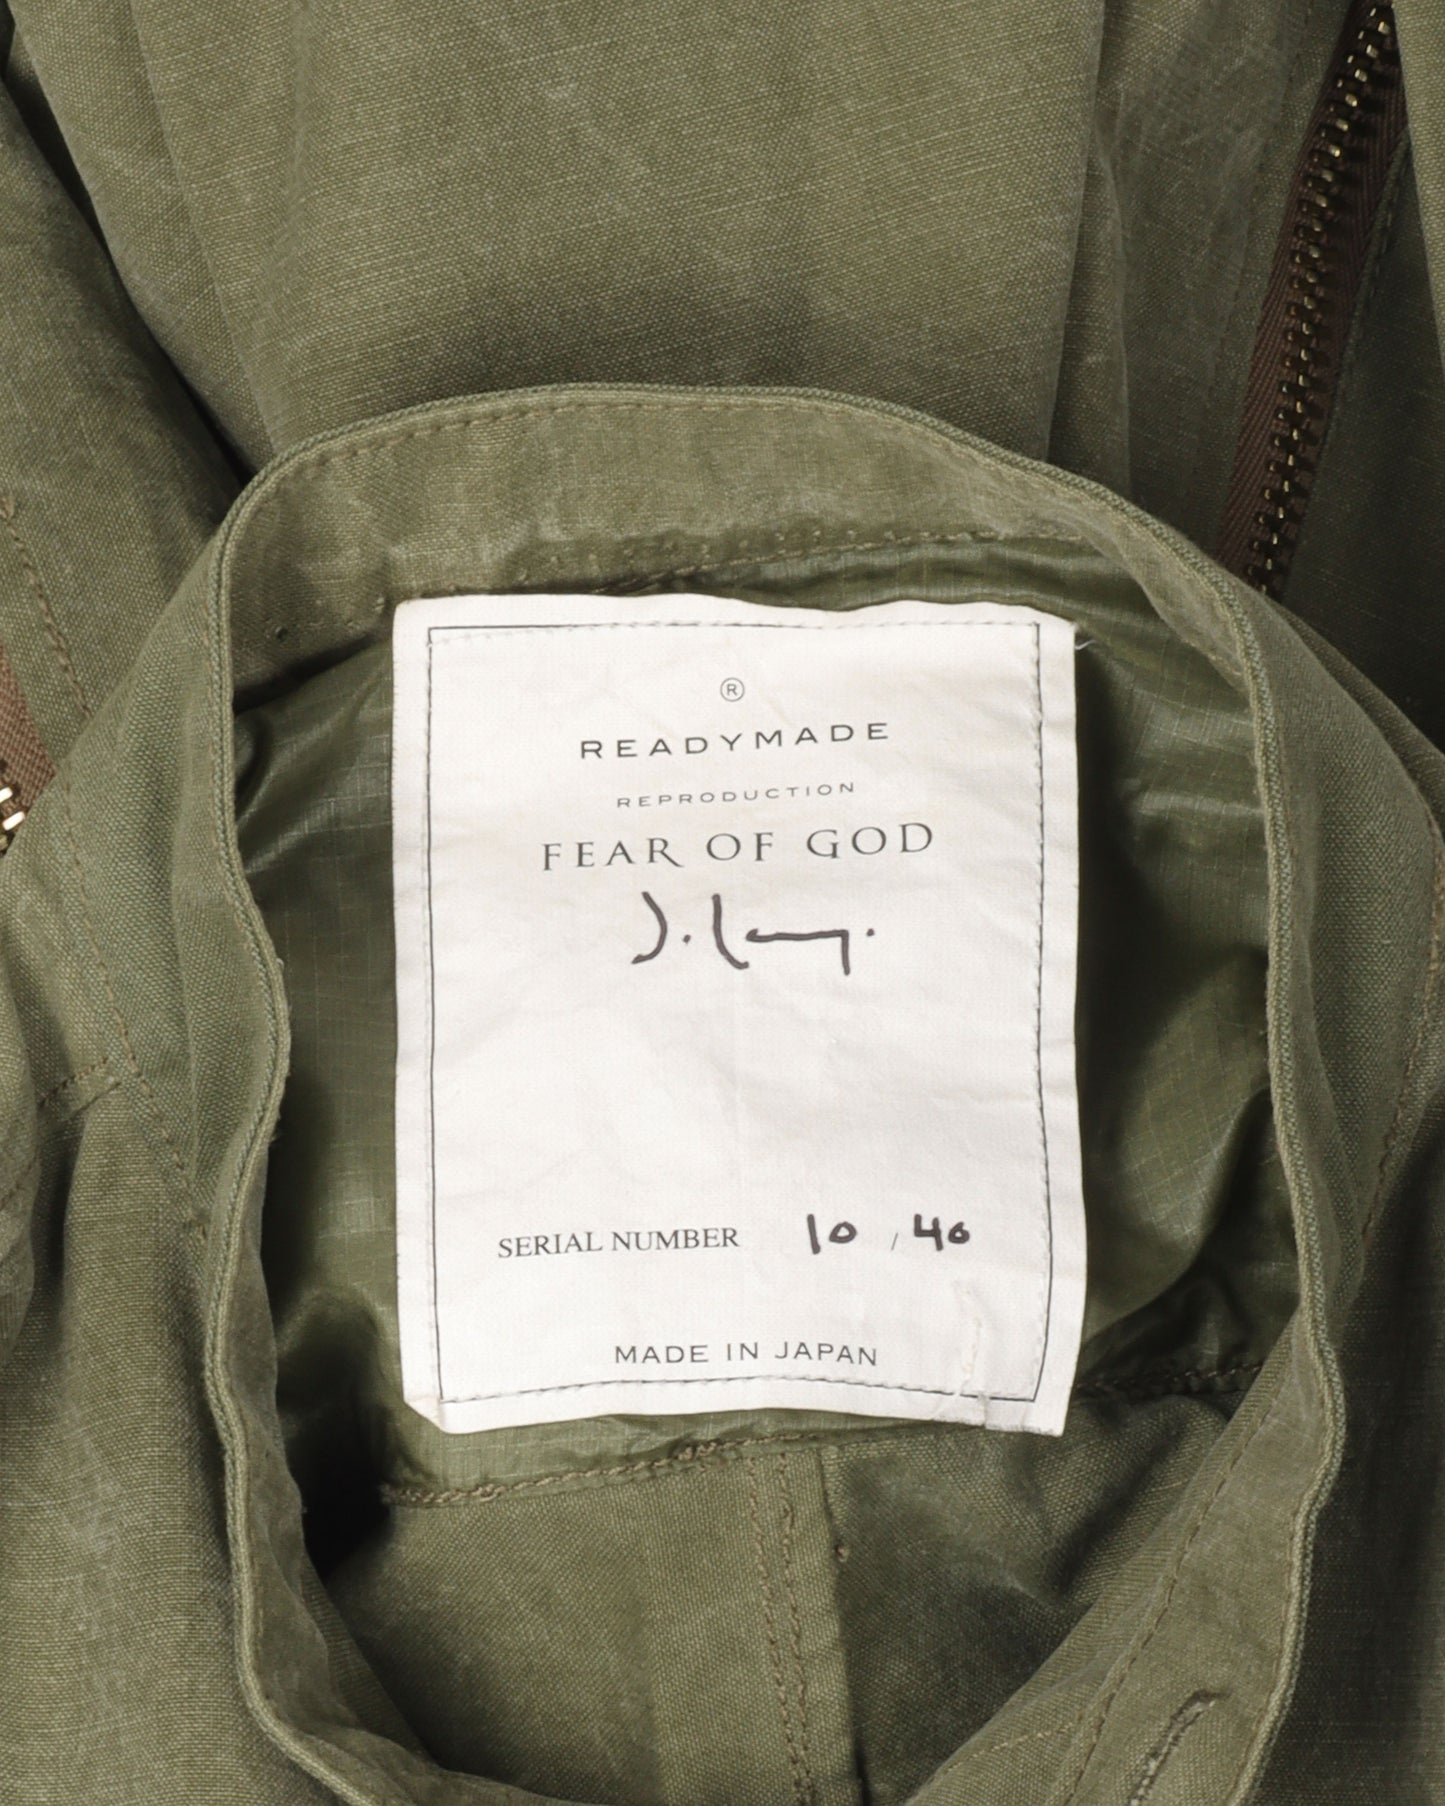 ®
READYMADE
REPRODUCTION
FEAR OF GOD
SERIAL NUMBER 10 / 40
MADE IN JAPAN